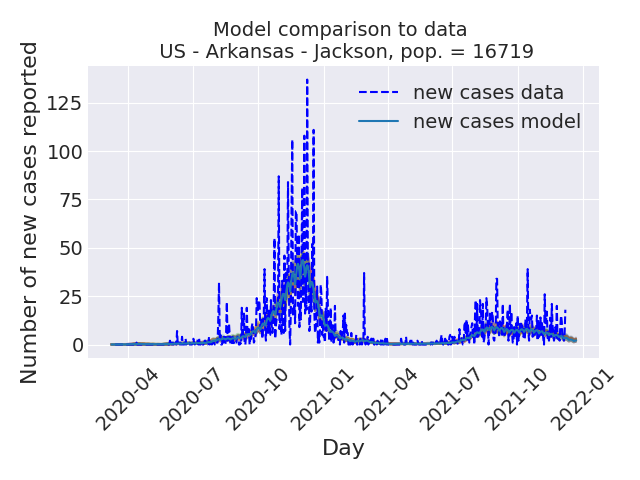 Model comparison to data
US - Arkansas - Jackson, pop. = 16719
Number of new cases reported
125
100
75
50
25
0
new cases data
new cases model
2020-04
2020-07
2020-10
2021-01
2021-04
2021-07
2021-10
2022-01
Day